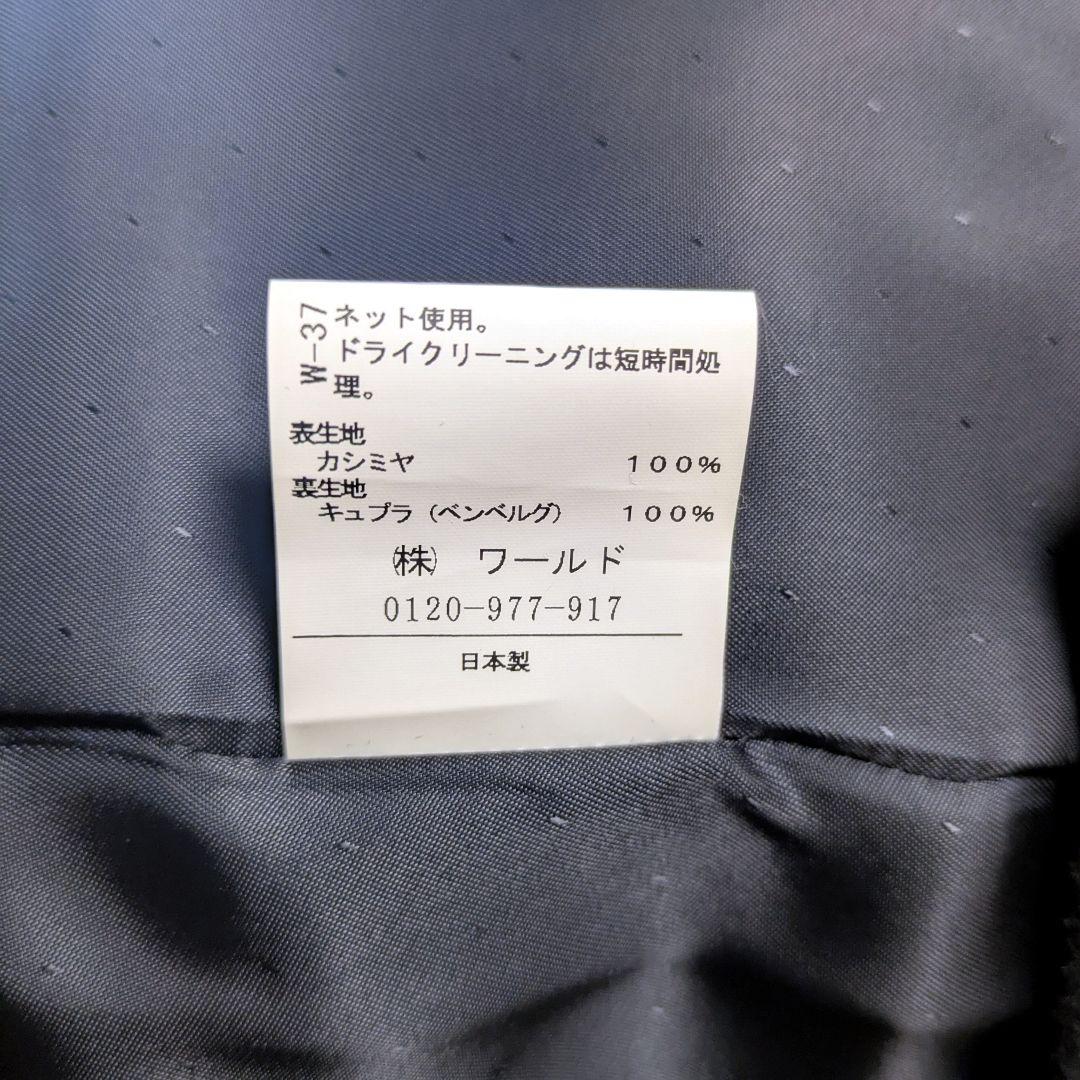 W-37
ネット使用。
ドライクリーニングは短時間処
理。
表生地
カシミヤ 100%
裏生地
キュプラ（ベンベルグ） 100%
㈱ ワールド
0120-977-917
日本製